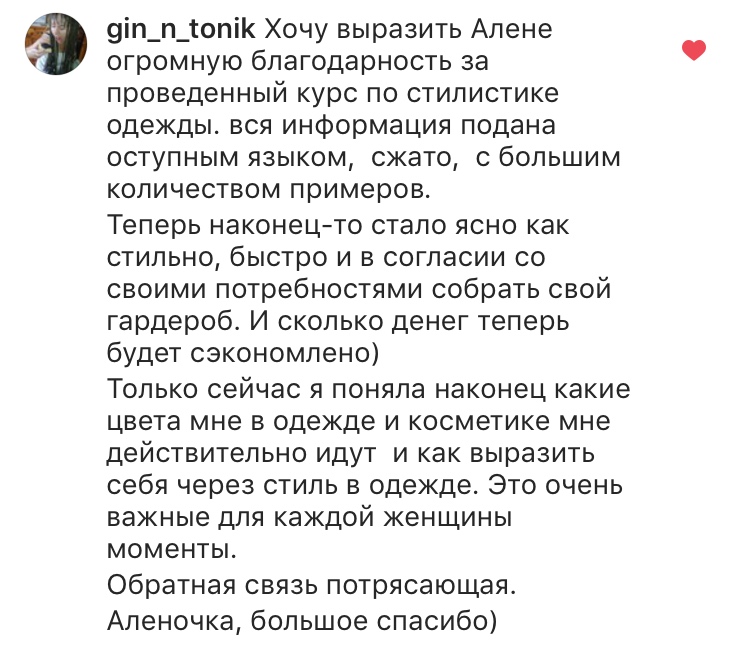 gin_n_tonik Хочу выразить Алене
огромную благодарность за
проведенный курс по стилистике
одежды. вся информация подана
оступным языком,  сжато,  с большим
количеством примеров.
Теперь наконец-то стало ясно как
стильно, быстро и в согласии со
своими потребностями собрать свой
гардероб. И сколько денег теперь
будет сэкономлено)
Только сейчас я поняла наконец какие
цвета мне в одежде и косметике мне
действительно идут  и как выразить
себя через стиль в одежде. Это очень
важные для каждой женщины
моменты.
Обратная связь потрясающая.
Аленочка, большое спасибо)